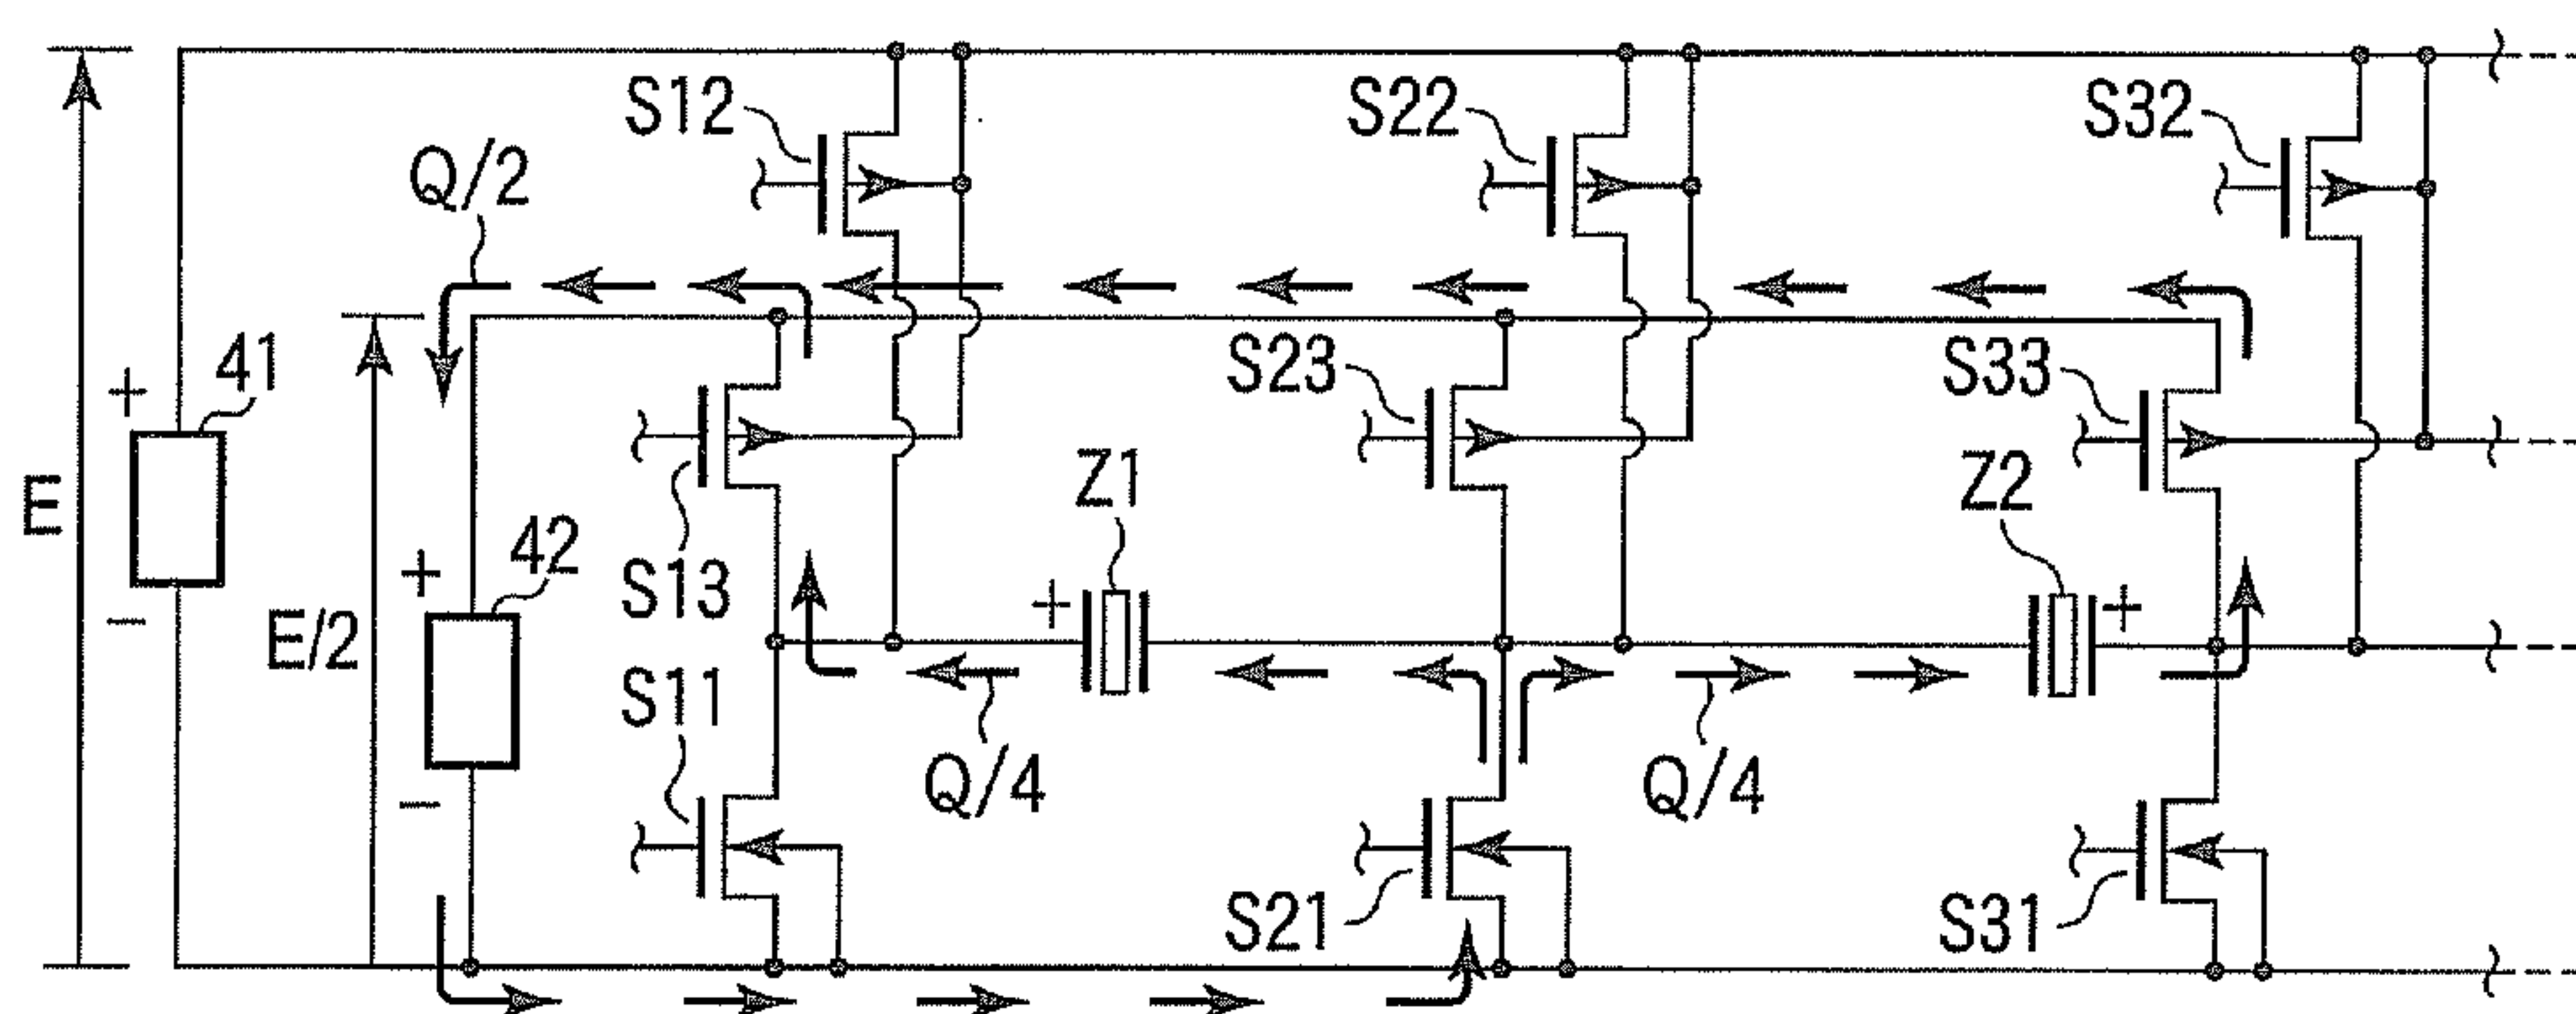 S12
S22
S32
Q/2
+
41
−
E
S23
S33
Z1
Z2
+
42
−
E/2
S13
+
+
S11
Q/4
Q/4
S21
S31